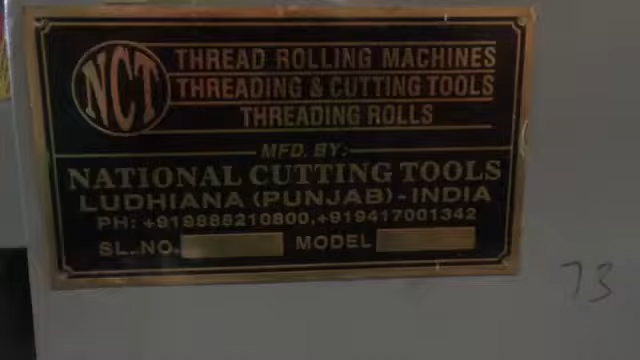 NCT
THREAD ROLLING MACHINES
THREADING & CUTTING TOOLS
THREADING ROLLS
MFD. BY:-
NATIONAL CUTTING TOOLS
LUDHIANA (PUNJAB)-INDIA
PH: +919888210800,+919417001342
SL.NO.
MODEL
73